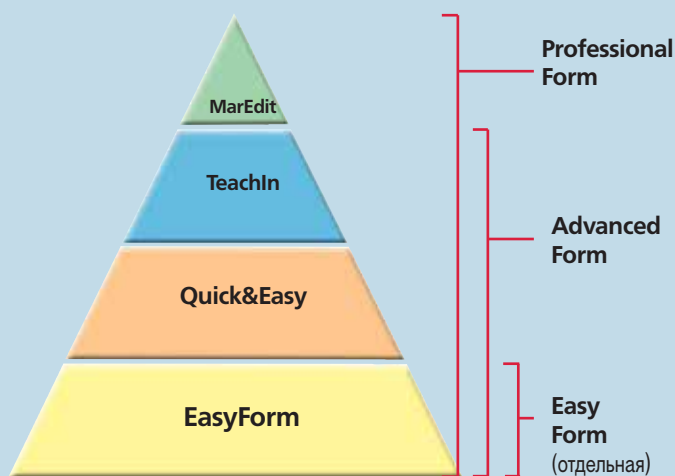 MarEdit
TeachIn
Quick&Easy
EasyForm
Professional
Form
Advanced
Form
Easy
Form
(отдельная)